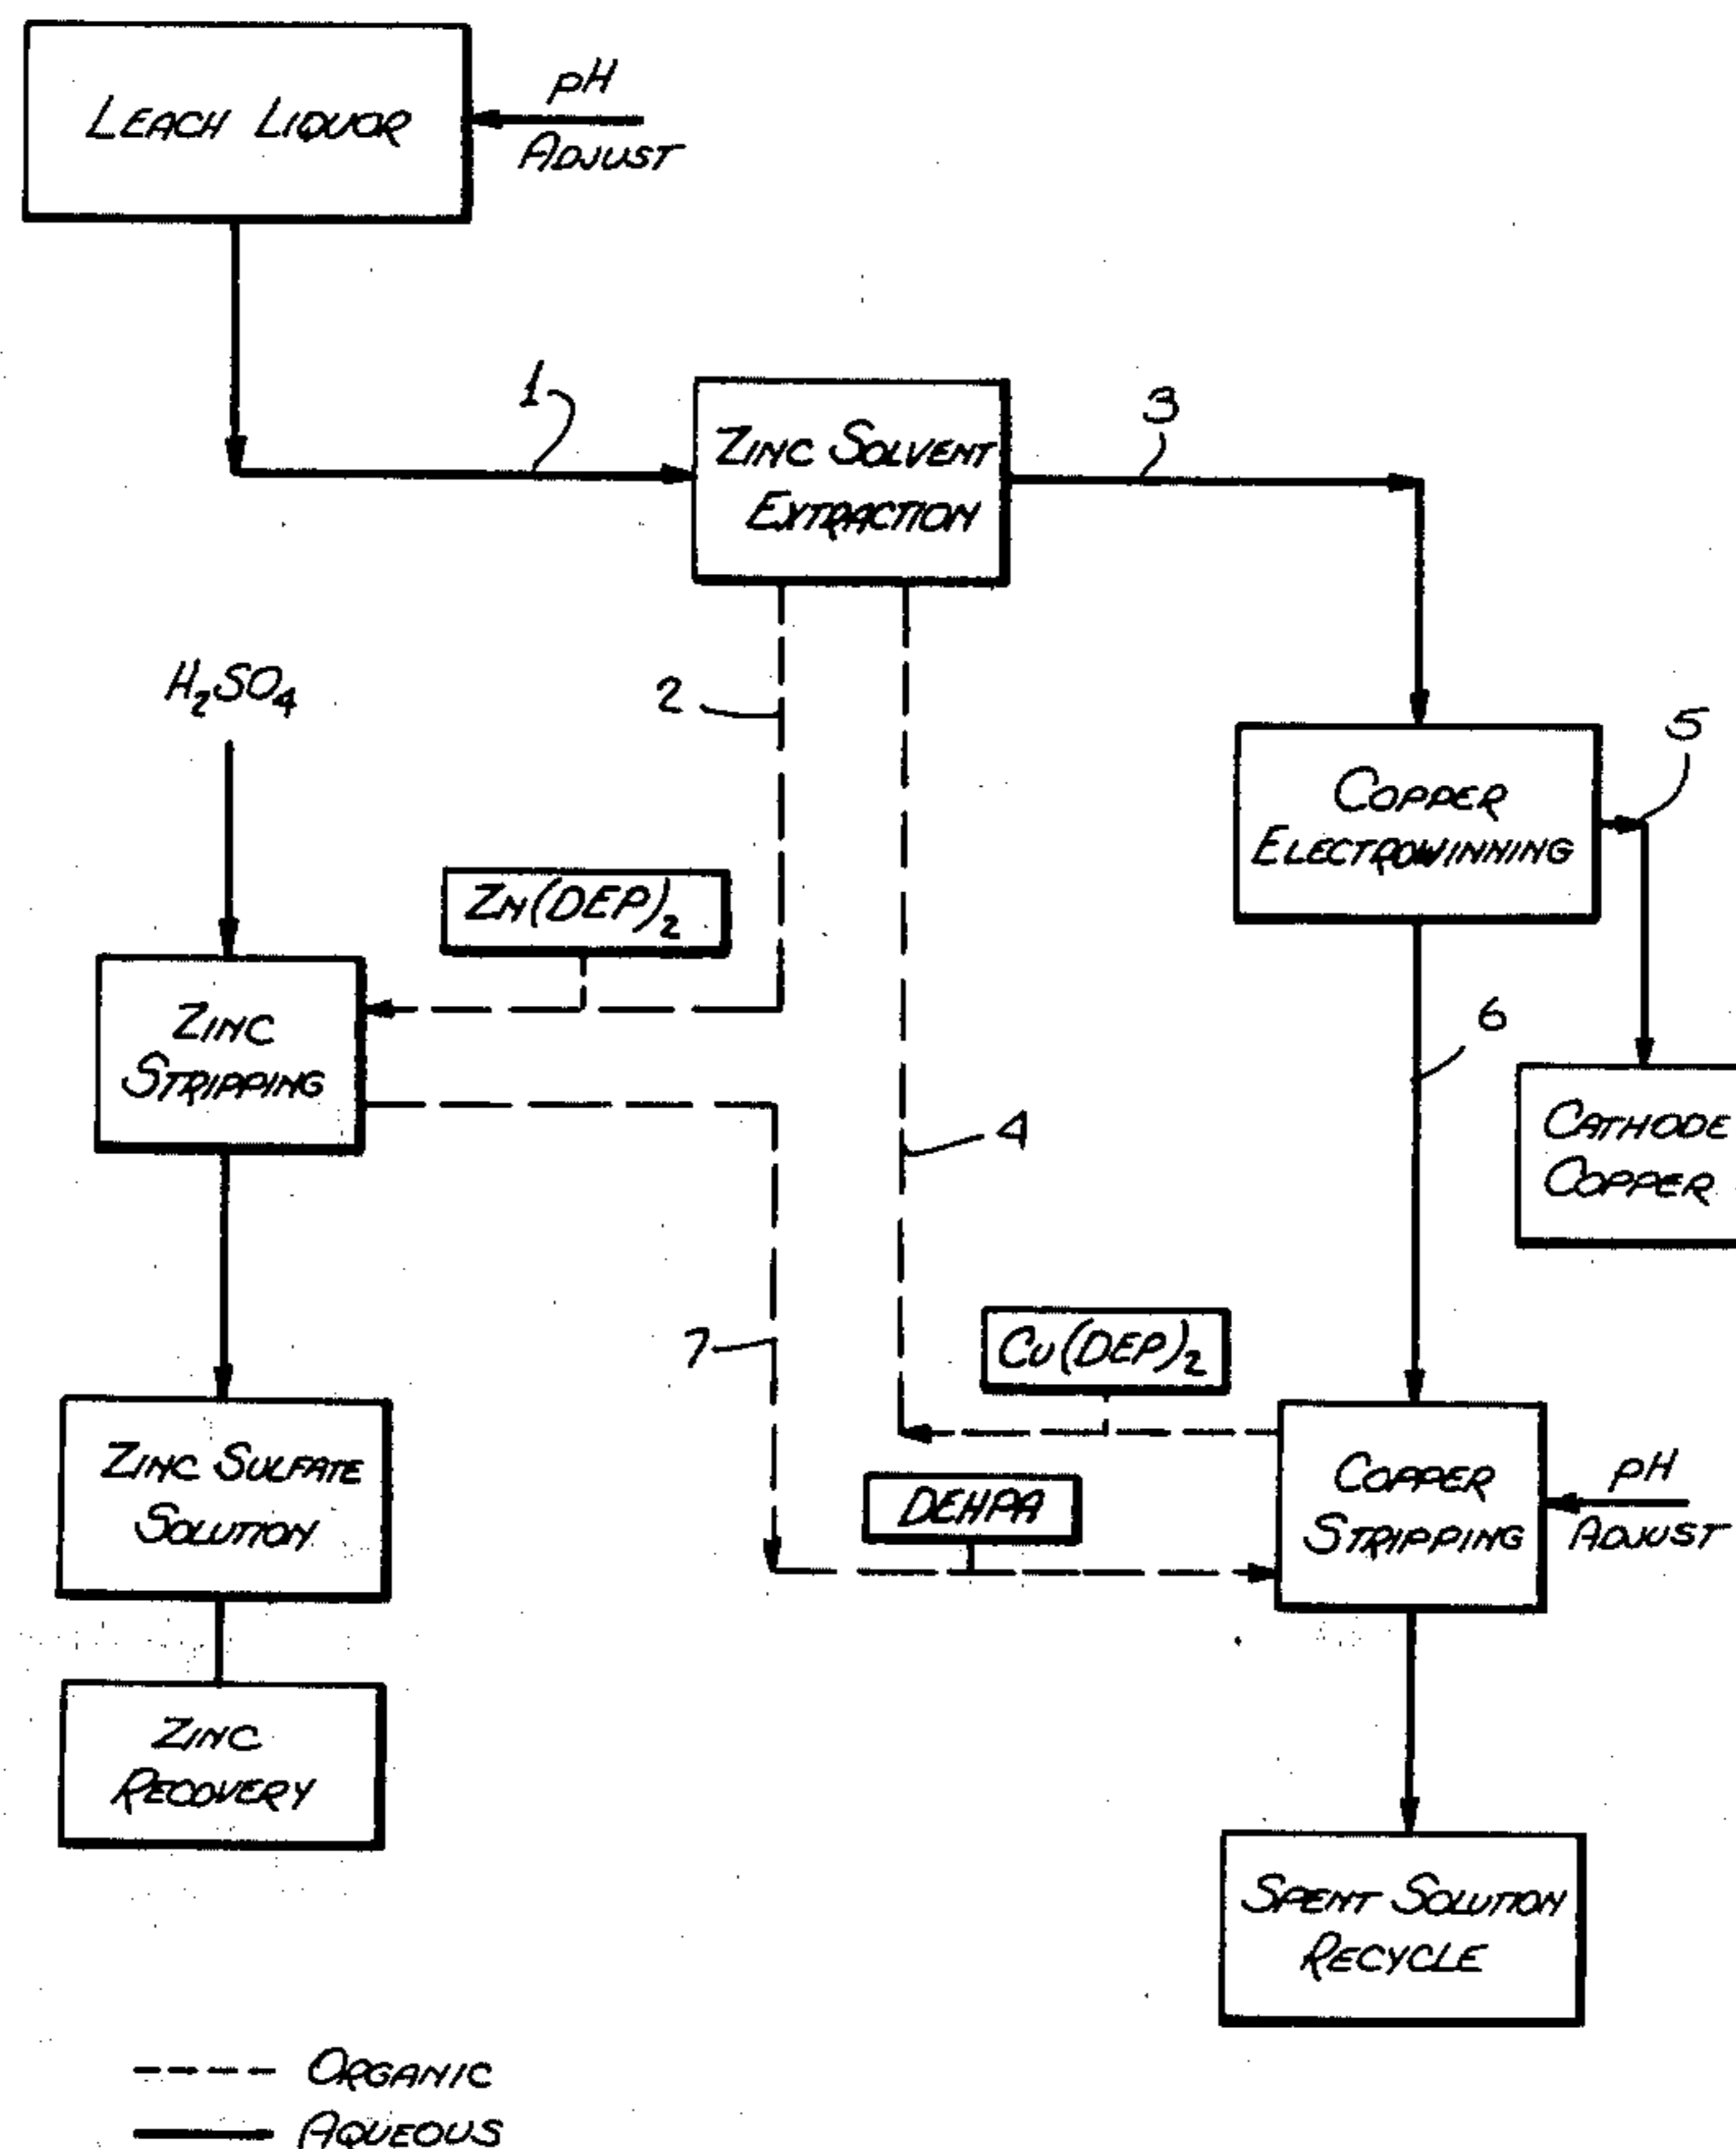 LEACH LIQUOR
pH
ADJUST
1
ZINC SOLVENT
EXTRACTION
3
H2SO4
2
COPPER
ELECTROWINNING
5
ZN(DEP)2
ZINC
STRIPPING
6
CATHODE
COPPER
4
7
CU(DEP)2
ZINC SULFATE
SOLUTION
DEHPA
COPPER
STRIPPING
pH
ADJUST
ZINC
RECOVERY
SPENT SOLUTION
RECYCLE
ORGANIC
AQUEOUS